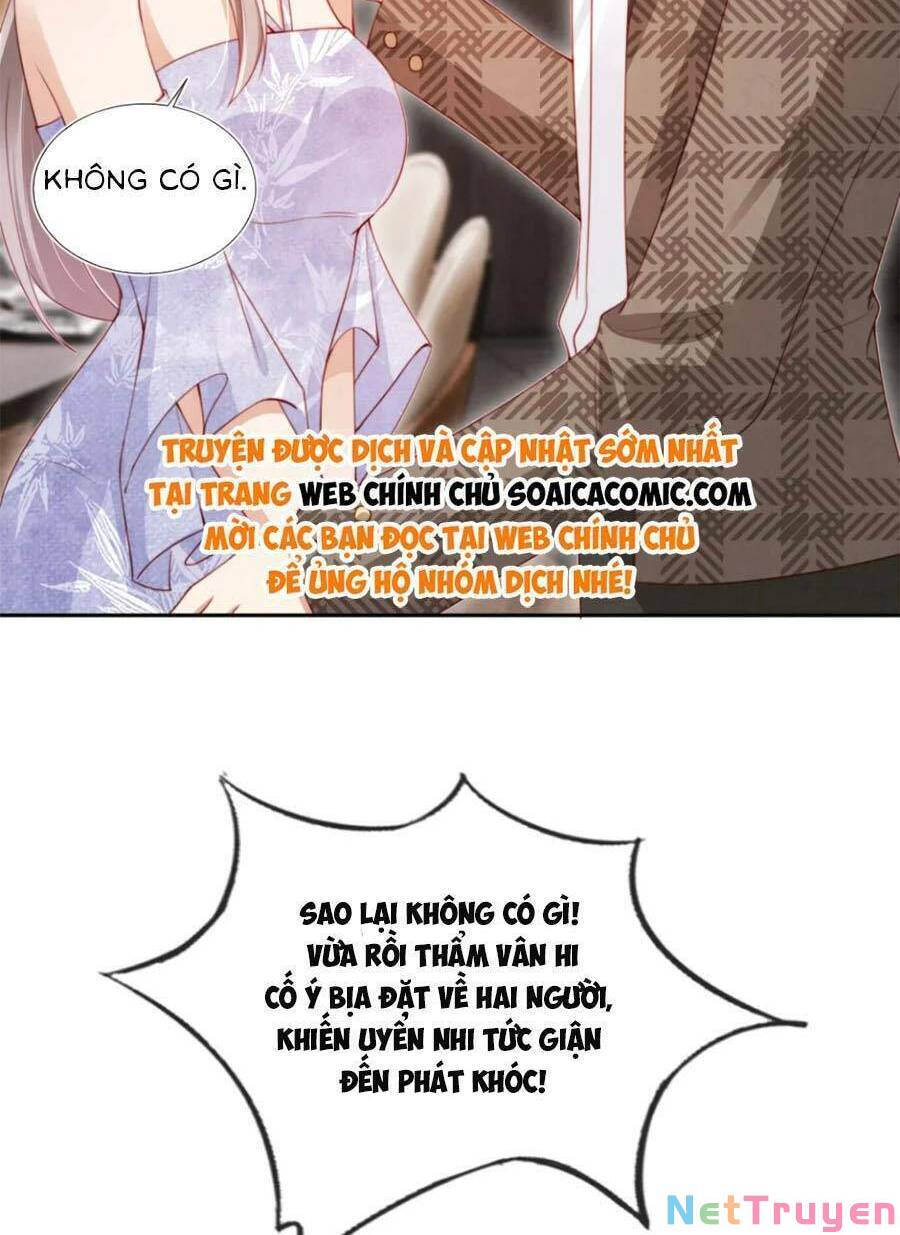 KHÔNG CÓ GÌ.
TRUYỆN ĐƯỢC DỊCH VÀ CẬP NHẬT SỚM NHẤT
TẠI TRANG WEB CHÍNH CHỦ SOAICACOMIC.COM
MỜI CÁC BẠN ĐỌC TẠI WEB CHÍNH CHỦ
ĐỂ ỦNG HỘ NHÓM DỊCH NHÉ!
SAO LẠI KHÔNG CÓ GÌ!
VỪA RỒI THẨM VÂN HI
CỐ Ý BỊA ĐẶT VỀ HAI NGƯỜI,
KHIẾN UYỂN NHI TỨC GIẬN
ĐẾN PHÁT KHÓC!
NetTruyen